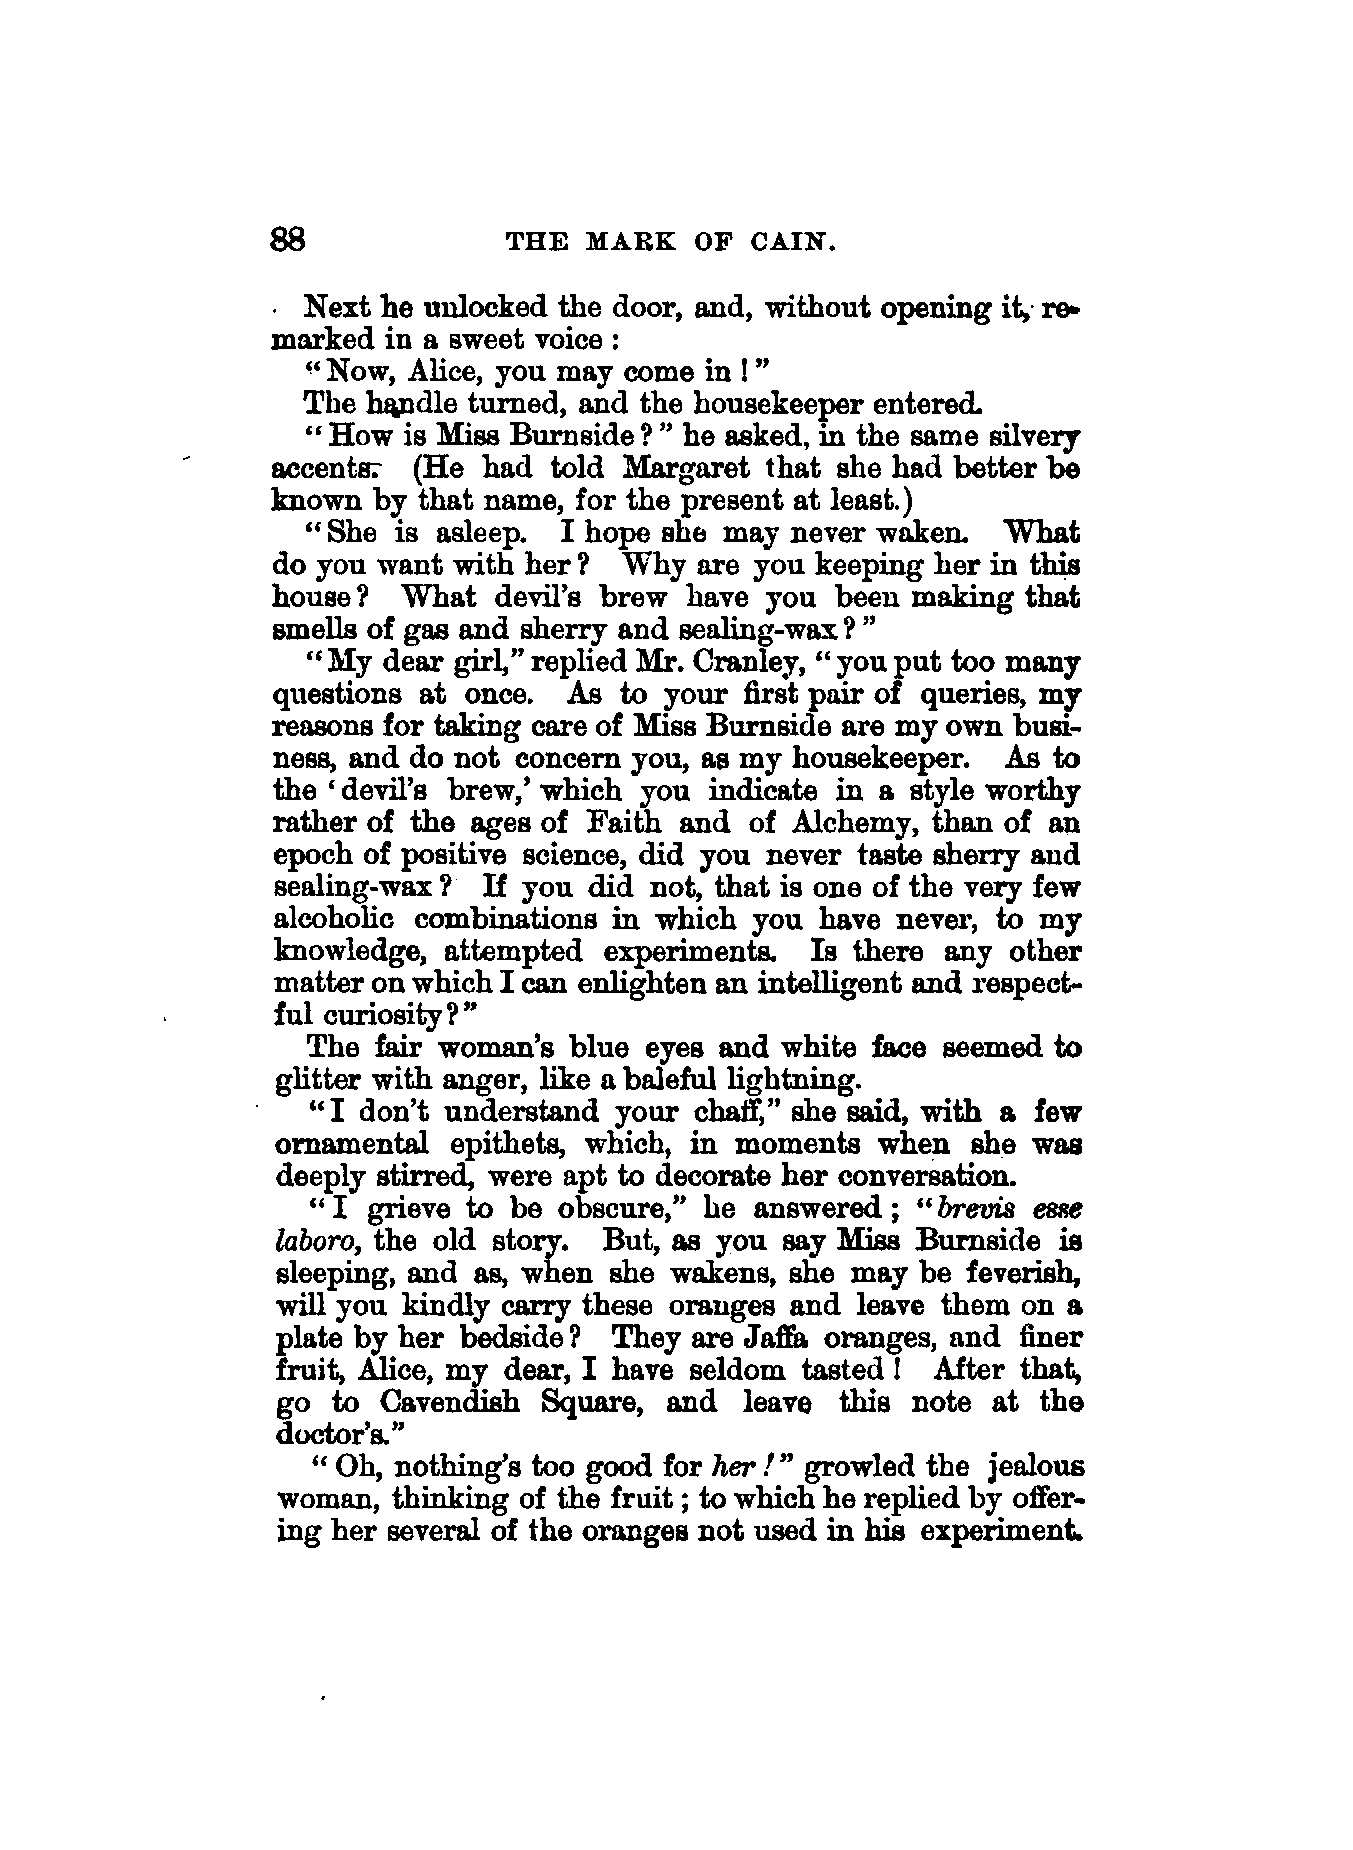 88 THE MARK OF CAIN.
Next he unlocked the door, and, without opening it, re-
marked in a sweet voice :
“Now, Alice, you may come in !”
The handle turned, and the housekeeper entered.
“How is Miss Burnside?” he asked, in the same silvery
accents. (He had told Margaret that she had better be
known by that name, for the present at least.)
“She is asleep. I hope she may never waken. What
do you want with her? Why are you keeping her in this
house? What devil's brew have you been making that
smells of gas and sherry and sealing-wax?”
“My dear girl,” replied Mr. Cranley, “you put too many
questions at once. As to your first pair of queries, my
reasons for taking care of Miss Burnside are my own busi-
ness, and do not concern you, as my housekeeper. As to
the ‘devil's brew,’ which you indicate in a style worthy
rather of the ages of Faith and of Alchemy, than of an
epoch of positive science, did you never taste sherry and
sealing-wax? If you did not, that is one of the very few
alcoholic combinations in which you have never, to my
knowledge, attempted experiments. Is there any other
matter on which I can enlighten an intelligent and respect-
ful curiosity?”
The fair woman's blue eyes and white face seemed to
glitter with anger, like a baleful lightning.
“I don't understand your chaff,” she said, with a few
ornamental epithets, which, in moments when she was
deeply stirred, were apt to decorate her conversation.
“I grieve to be obscure,” he answered ; “brevis esse
laboro, the old story. But, as you say Miss Burnside is
sleeping, and as, when she wakens, she may be feverish,
will you kindly carry these oranges and leave them on a
plate by her bedside? They are Jaffa oranges, and finer
fruit, Alice, my dear, I have seldom tasted ! After that,
go to Cavendish Square, and leave this note at the
doctor's.”
“Oh, nothing's too good for her !” growled the jealous
woman, thinking of the fruit ; to which he replied by offer-
ing her several of the oranges not used in his experiment.